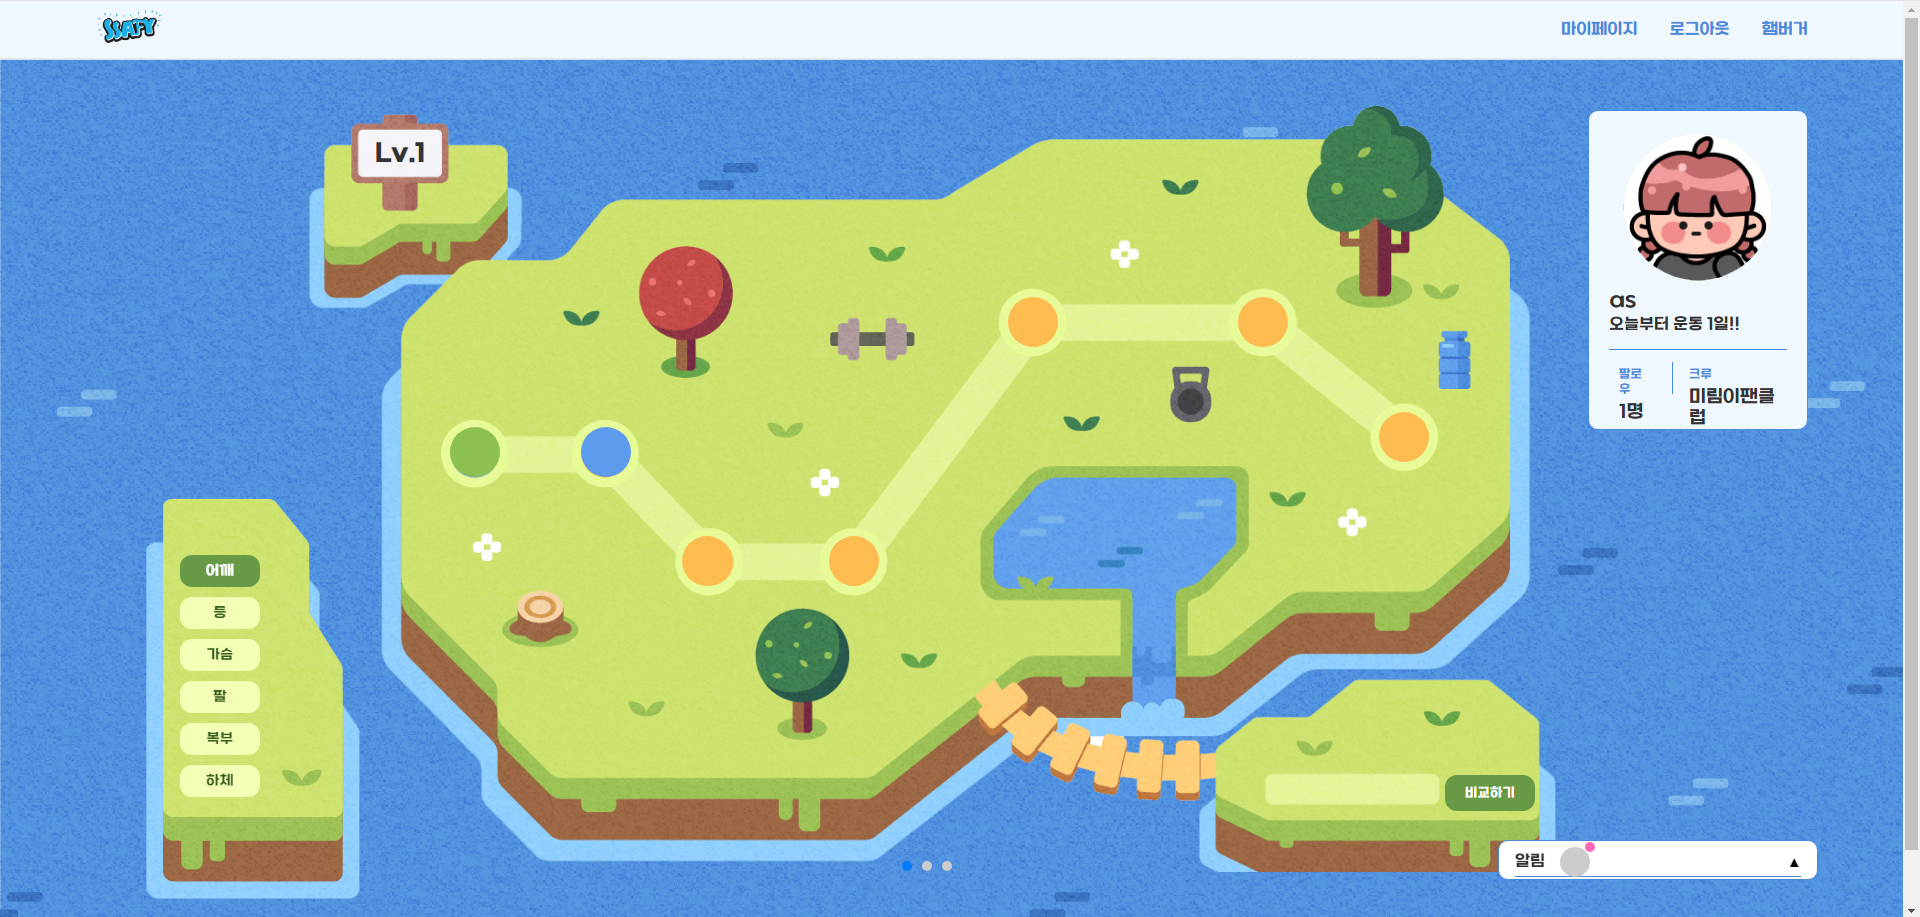 SSAFY
마이페이지 로그아웃 햄버거
Lv.1
as
오늘부터 운동 1일!!
팔로
우
1명
크루
미림이팬클
럽
어깨
등
가슴
팔
복부
하체
비교하기
알림
▲